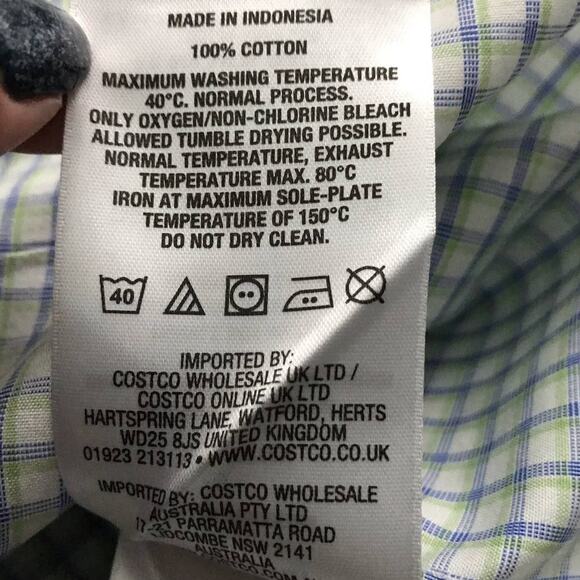 MADE IN INDONESIA
100% COTTON
MAXIMUM WASHING TEMPERATURE
40°C. NORMAL PROCESS.
ONLY OXYGEN/NON-CHLORINE BLEACH
ALLOWED TUMBLE DRYING POSSIBLE.
NORMAL TEMPERATURE, EXHAUST
TEMPERATURE MAX. 80°C
IRON AT MAXIMUM SOLE-PLATE
TEMPERATURE OF 150°C
DO NOT DRY CLEAN.
40
IMPORTED BY:
COSTCO WHOLESALE UK LTD /
COSTCO ONLINE UK LTD
HARTSPRING LANE, WATFORD, HERTS
WD25 8JS UNITED KINGDOM
01923 213113 • WWW.COSTCO.CO.UK
IMPORTED BY: COSTCO WHOLESALE
AUSTRALIA PTY LTD
PARRAMATTA ROAD
NSW 2141
AUSTRALIA